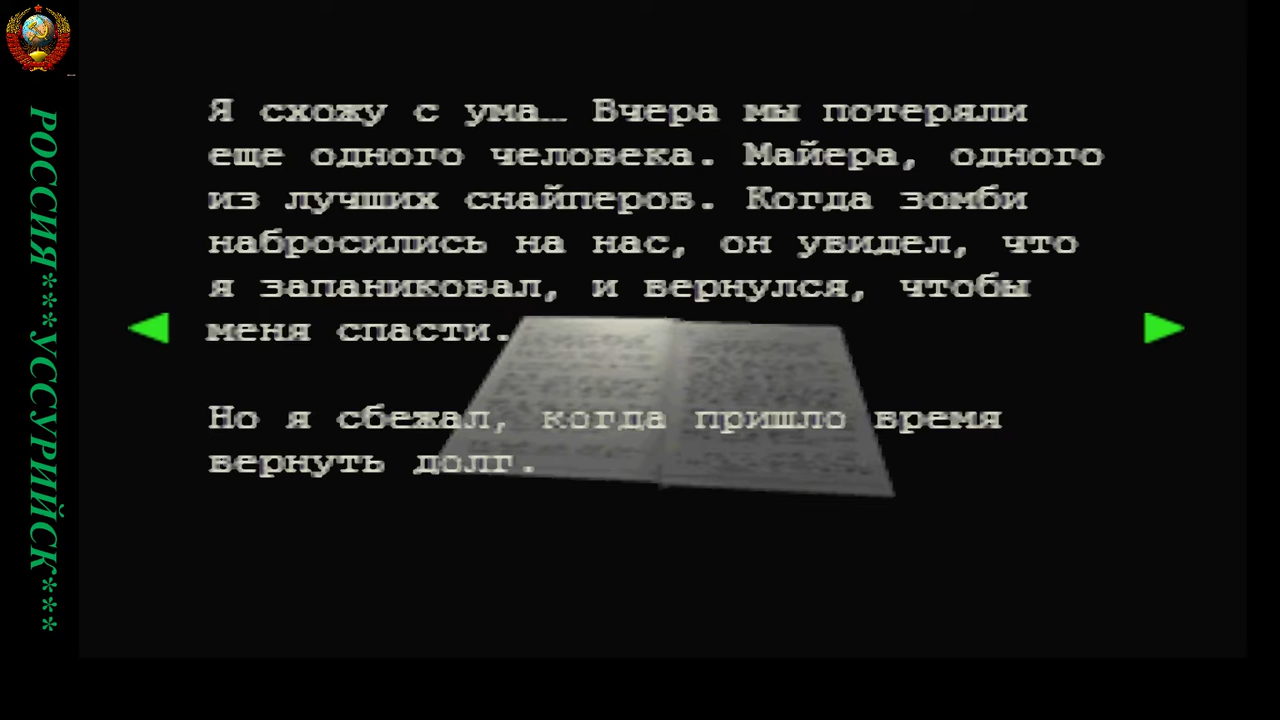 Я схожу с ума… Вчера мы потеряли
еще одного человека. Майера, одного
из лучших снайперов. Когда зомби
набросились на нас, он увидел, что
я запаниковал, и вернулся, чтобы
меня спасти.
Но я сбежал, когда пришло время
вернуть долг.
РОССИЯ***УССУРИЙСК***